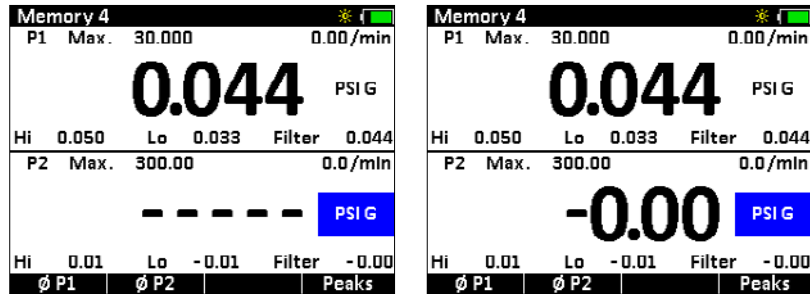 Memory 4
P1 Max. 30.000 0.00/min
0.044 PSI G
Hi 0.050 Lo 0.033 Filter 0.044
P2 Max. 300.00 0.0/min
- - - - - PSI G
Hi 0.01 Lo -0.01 Filter -0.00
Ø P1 Ø P2 Peaks
Memory 4
P1 Max. 30.000 0.00/min
0.044 PSI G
Hi 0.050 Lo 0.033 Filter 0.044
P2 Max. 300.00 0.0/min
-0.00 PSI G
Hi 0.01 Lo -0.01 Filter -0.00
Ø P1 Ø P2 Peaks